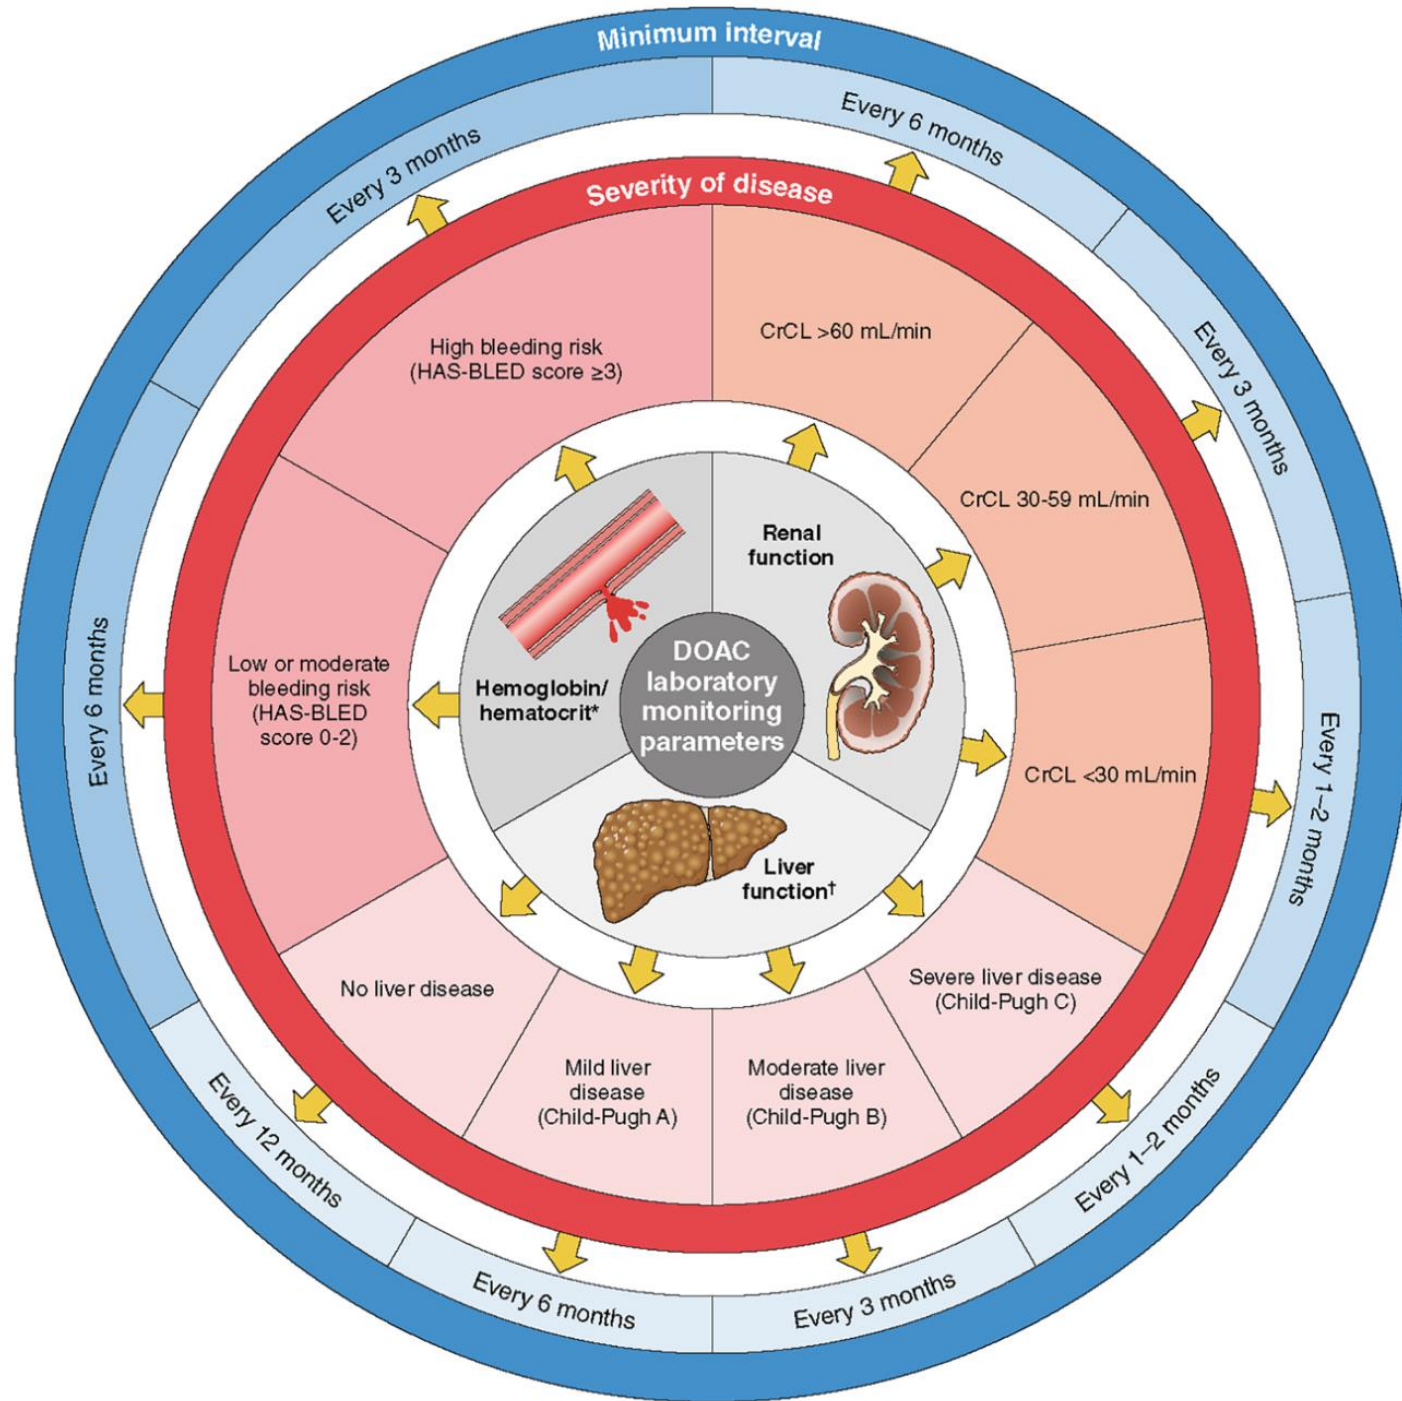 Minimum interval
Every 3 months
Every 6 months
Severity of disease
High bleeding risk
(HAS-BLED score ≥3)
CrCL >60 mL/min
Every 3 months
CrCL 30-59 mL/min
Renal
function
DOAC
laboratory
monitoring
parameters
Hemoglobin/
hematocrit*
Low or moderate
bleeding risk
(HAS-BLED
score 0-2)
Every 6 months
CrCL <30 mL/min
Every 1–2 months
Liver
function†
No liver disease
Mild liver
disease
(Child-Pugh A)
Moderate liver
disease
(Child-Pugh B)
Severe liver disease
(Child-Pugh C)
Every 12 months
Every 6 months
Every 3 months
Every 1–2 months